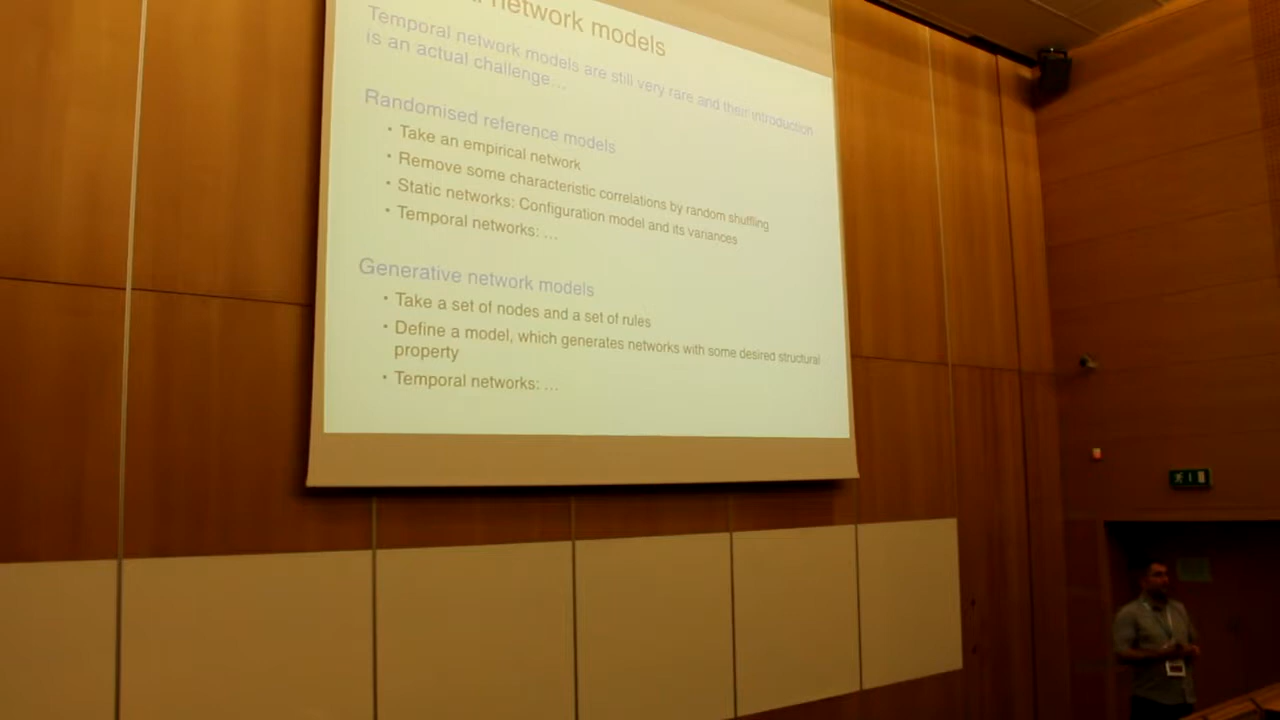 network models
Temporal network models are still very rare and their introduction
is an actual challenge…
Randomised reference models
• Take an empirical network
• Remove some characteristic correlations by random shuffling
• Static networks: Configuration model and its variances
• Temporal networks: …
Generative network models
• Take a set of nodes and a set of rules
• Define a model, which generates networks with some desired structural
property
• Temporal networks: …